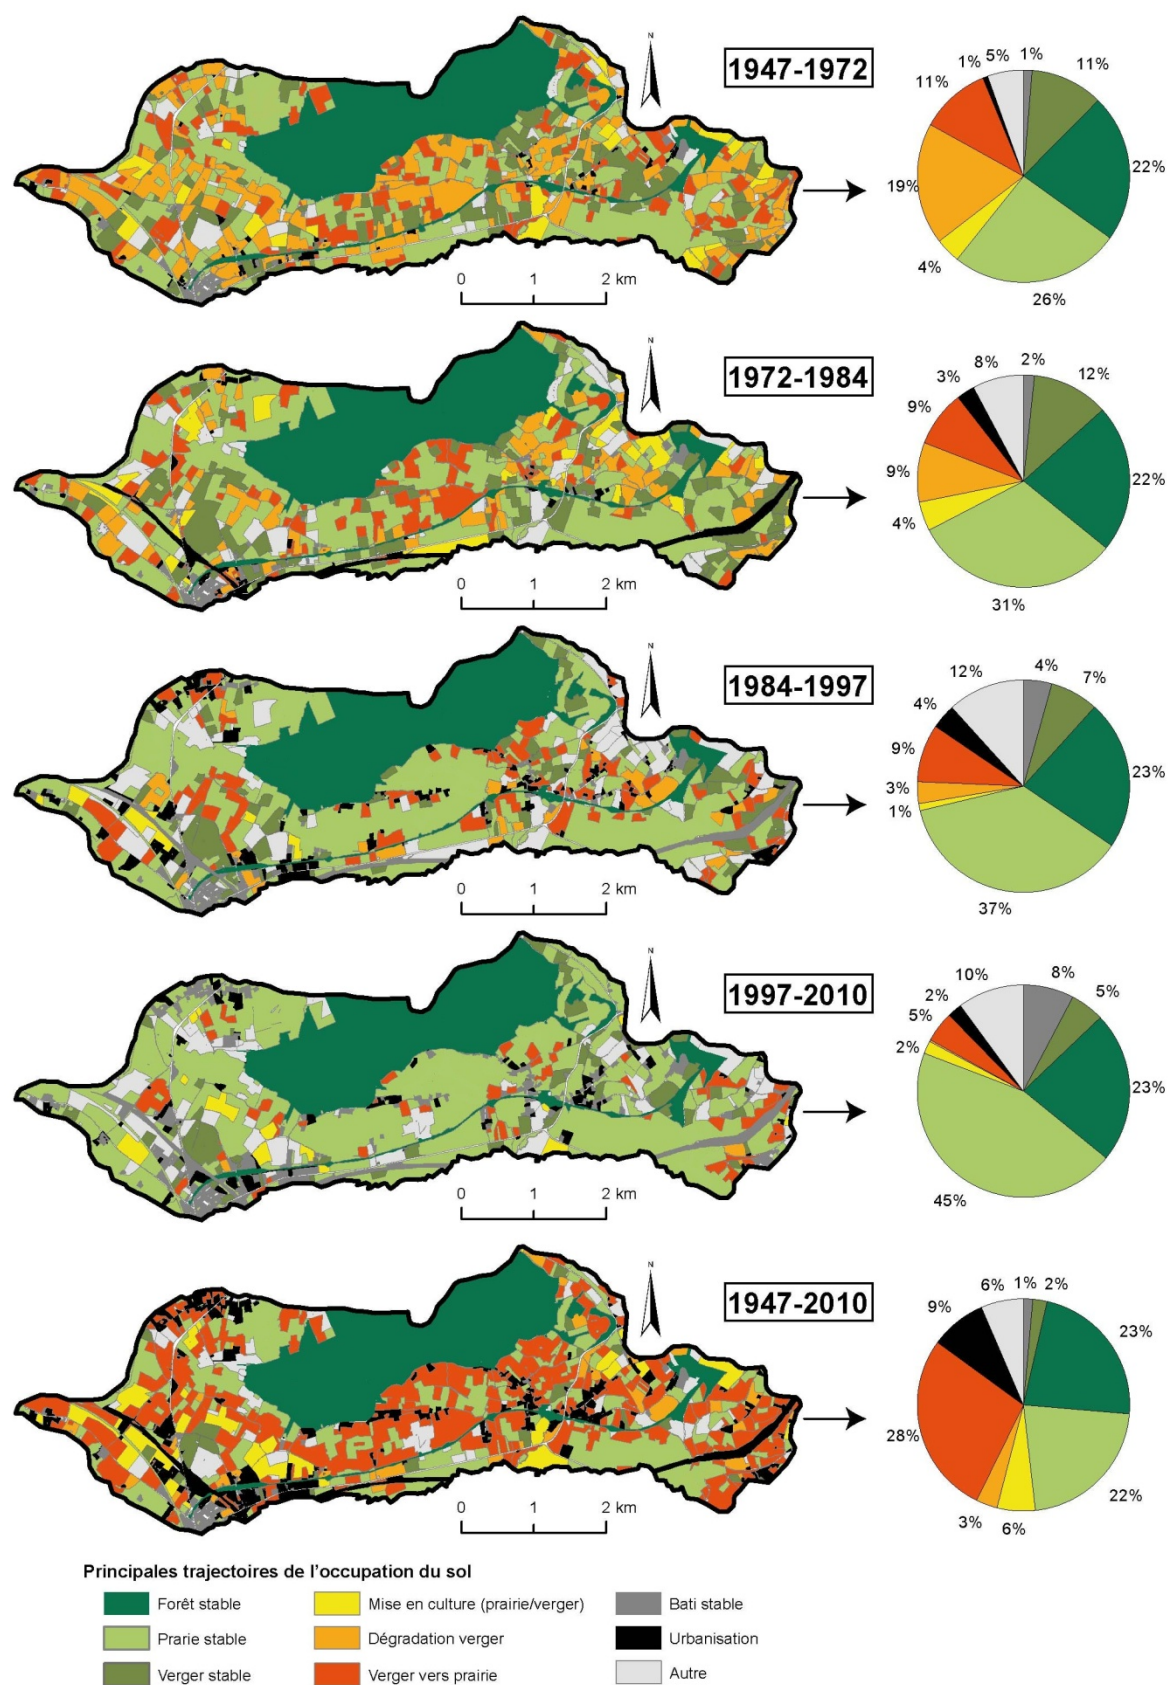 N
1947-1972
1%
5%
1%
11%
11%
22%
19%
4%
26%
0 1 2 km
N
1972-1984
3%
8%
2%
12%
9%
22%
9%
4%
31%
0 1 2 km
N
1984-1997
12%
4%
7%
4%
9%
23%
3%
1%
37%
0 1 2 km
N
1997-2010
10%
8%
5%
2%
5%
2%
23%
45%
0 1 2 km
N
1947-2010
6%
1%
2%
9%
23%
28%
22%
3%
6%
0 1 2 km
Principales trajectoires de l'occupation du sol
Forêt stable
Mise en culture (prairie/verger)
Bati stable
Prarie stable
Dégradation verger
Urbanisation
Verger stable
Verger vers prairie
Autre